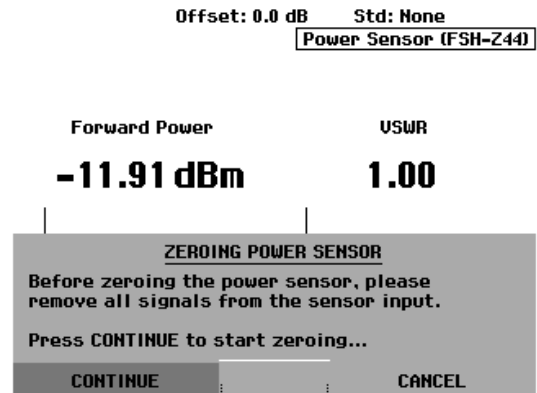 Offset: 0.0 dB Std: None
Power Sensor (FSH-Z44)
Forward Power VSWR
-11.91 dBm 1.00
ZEROING POWER SENSOR
Before zeroing the power sensor, please
remove all signals from the sensor input.
Press CONTINUE to start zeroing...
CONTINUE CANCEL